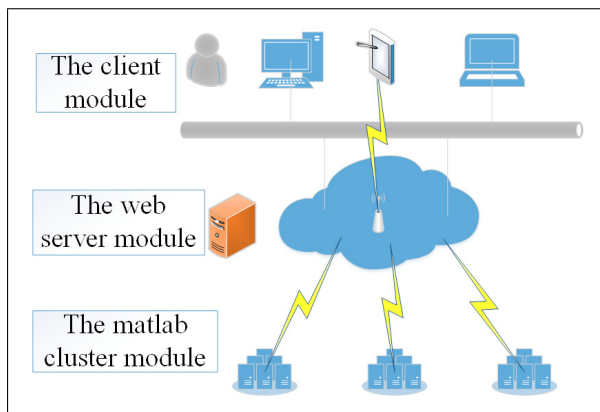 The client
module
The web
server module
The matlab
cluster module